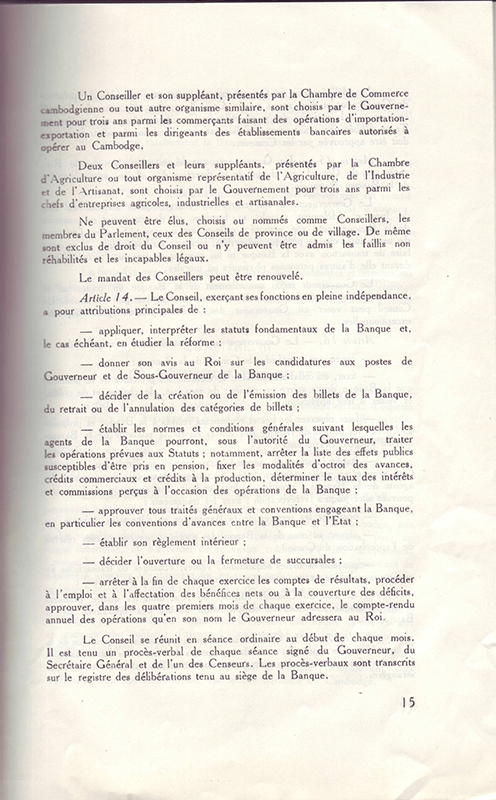 Un Conseiller et son suppléant, présentés par la Chambre de Commerce
cambodgienne ou tout autre organisme similaire, sont choisis par le Gouverne-
ment pour trois ans parmi les commerçants faisant des opérations d'importation-
exportation et parmi les dirigeants des établissements bancaires autorisés à
opérer au Cambodge.
Deux Conseillers et leurs suppléants, présentés par la Chambre
d'Agriculture ou tout organisme représentatif de l'Agriculture, de l'Industrie
et de l'Artisanat, sont choisis par le Gouvernement pour trois ans parmi les
chefs d'entreprises agricoles, industrielles et artisanales.
Ne peuvent être élus, choisis ou nommés comme Conseillers, les
membres du Parlement, ceux des Conseils de province ou de village. De même
sont exclus de droit du Conseil ou n'y peuvent être admis les faillis non
réhabilités et les incapables légaux.
Le mandat des Conseillers peut être renouvelé.
Article 14. — Le Conseil, exerçant ses fonctions en pleine indépendance,
a pour attributions principales de :
— appliquer, interpréter les statuts fondamentaux de la Banque et,
le cas échéant, en étudier la réforme ;
— donner son avis au Roi sur les candidatures aux postes de
Gouverneur et de Sous-Gouverneur de la Banque ;
— décider de la création ou de l'émission des billets de la Banque,
du retrait ou de l'annulation des catégories de billets ;
— établir les normes et conditions générales suivant lesquelles les
agents de la Banque pourront, sous l'autorité du Gouverneur, traiter
les opérations prévues aux Statuts ; notamment, arrêter la liste des effets publics
susceptibles d'être pris en pension, fixer les modalités d'octroi des avances,
crédits commerciaux et crédits à la production, déterminer le taux des intérêts
et commissions perçus à l'occasion des opérations de la Banque ;
— approuver tous traités généraux et conventions engageant la Banque,
en particulier les conventions d'avances entre la Banque et l'Etat ;
— établir son règlement intérieur ;
— décider l'ouverture ou la fermeture de succursales ;
— arrêter à la fin de chaque exercice les comptes de résultats, procéder
à l'emploi et à l'affectation des bénéfices nets ou à la couverture des déficits,
approuver, dans les quatre premiers mois de chaque exercice, le compte-rendu
annuel des opérations qu'en son nom le Gouverneur adressera au Roi.
Le Conseil se réunit en séance ordinaire au début de chaque mois.
Il est tenu un procès-verbal de chaque séance signé du Gouverneur, du
Secrétaire Général et de l'un des Censeurs. Les procès-verbaux sont transcrits
sur le registre des délibérations tenu au siège de la Banque.
15